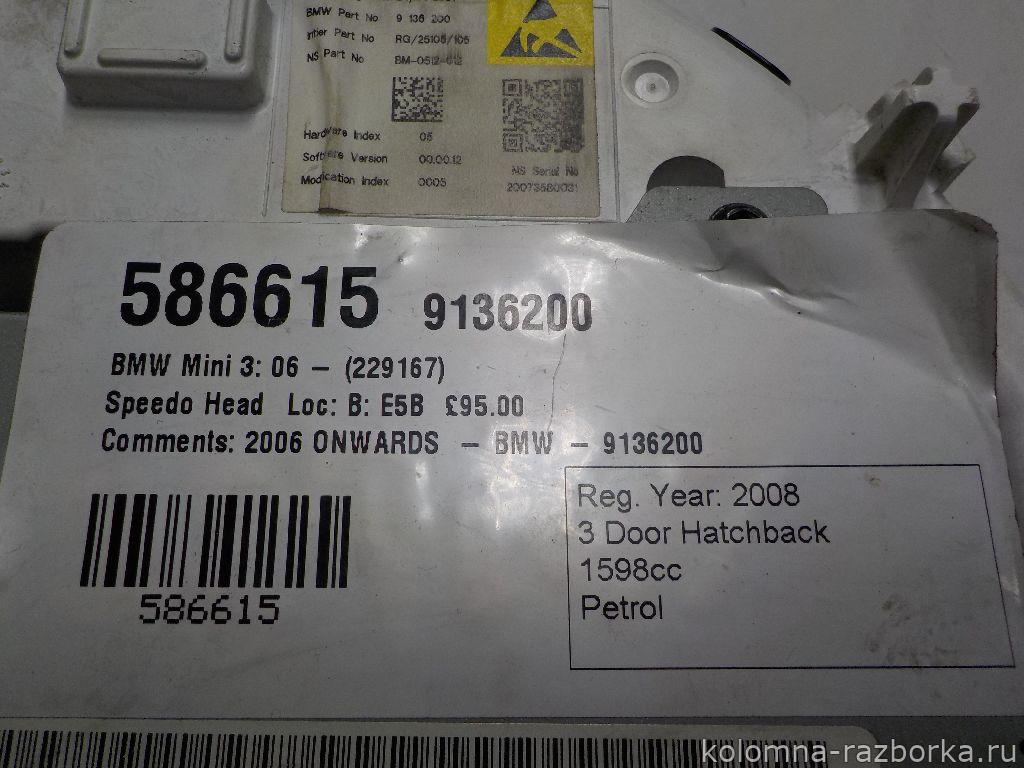 BMW Part No 9 136 200
RG/25105/105
NS Part No BM-0512-012
Hardware Index 05
Software Version 00.00.12
Modication Index 0005
NS Serial No
20073580031
586615 9136200
BMW Mini 3: 06 – (229167)
Speedo Head Loc: B: E5B £95.00
Comments: 2006 ONWARDS – BMW – 9136200
Reg. Year: 2008
3 Door Hatchback
1598cc
Petrol
586615
kolomna-razborka.ru